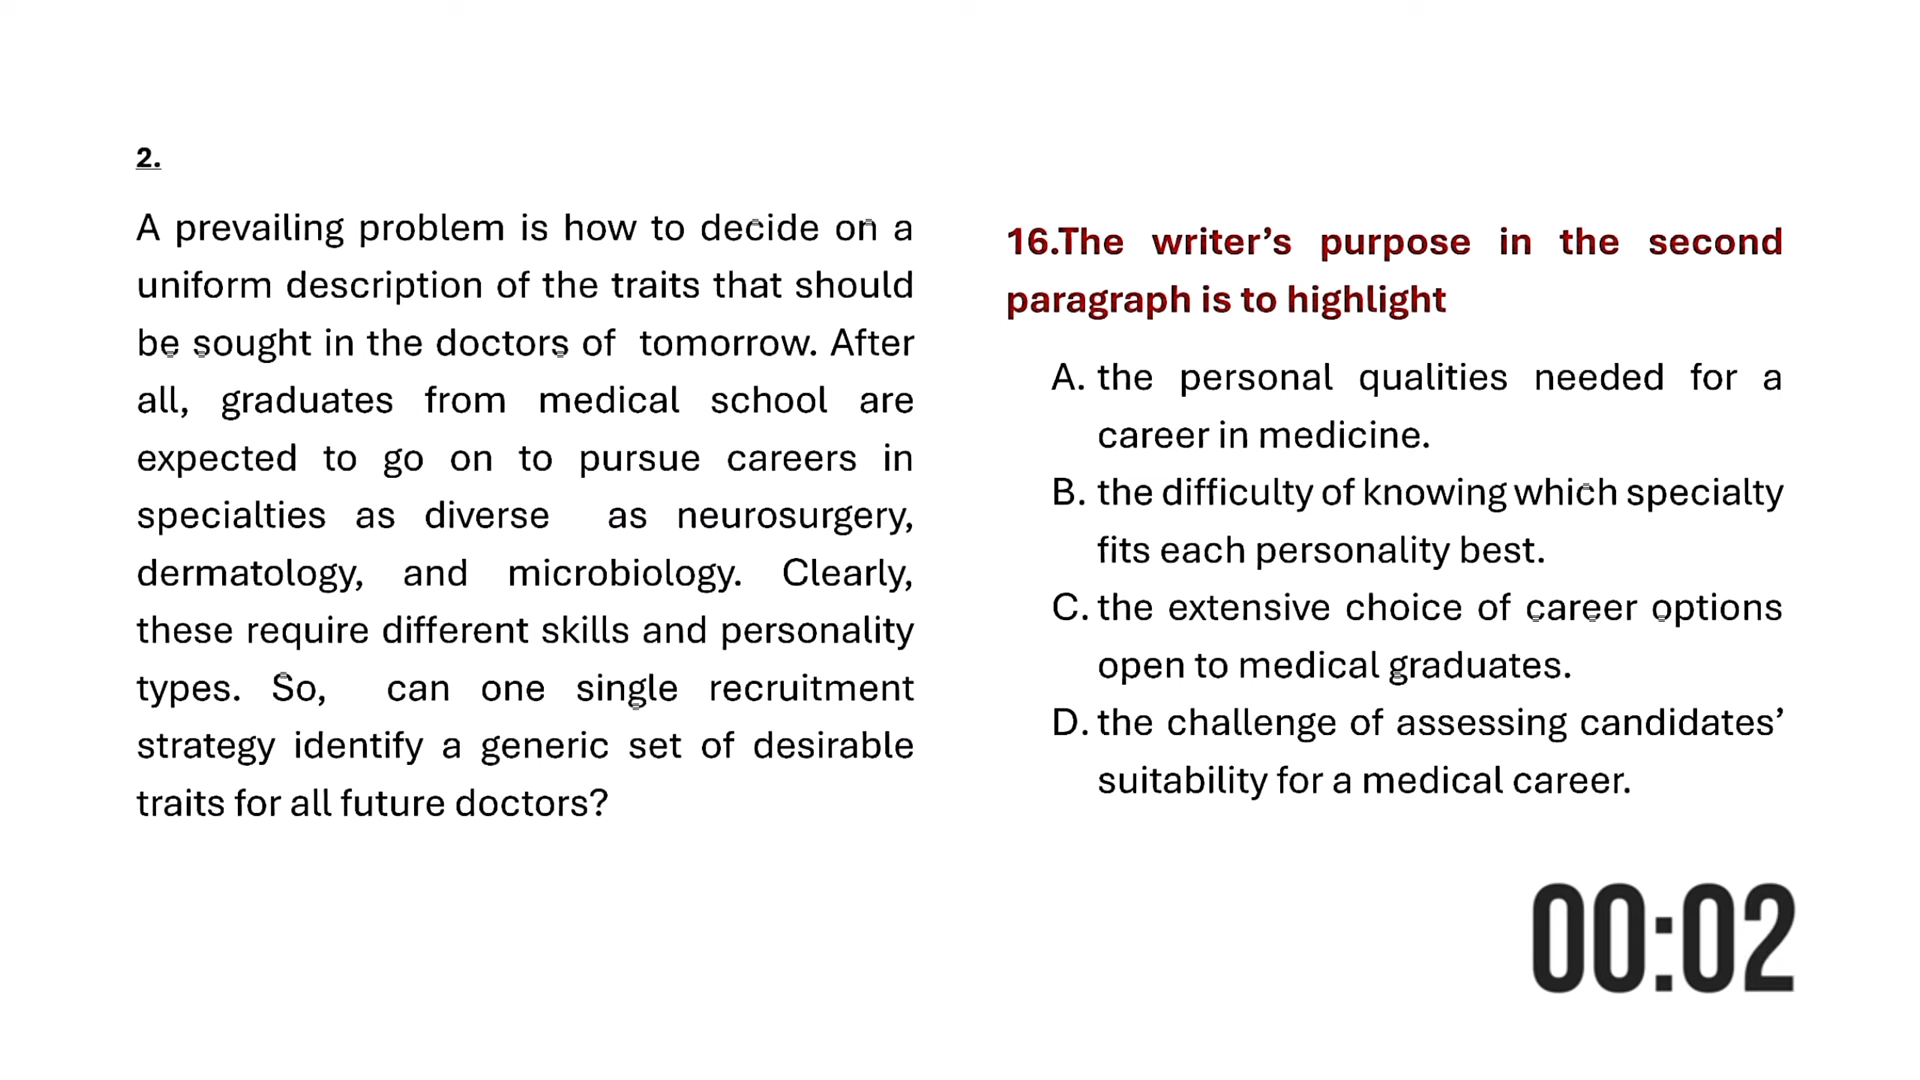 2.
A prevailing problem is how to decide on a
uniform description of the traits that should
be sought in the doctors of tomorrow. After
all, graduates from medical school are
expected to go on to pursue careers in
specialties as diverse as neurosurgery,
dermatology, and microbiology. Clearly,
these require different skills and personality
types. So, can one single recruitment
strategy identify a generic set of desirable
traits for all future doctors?
16.The writer’s purpose in the second
paragraph is to highlight
A. the personal qualities needed for a
career in medicine.
B. the difficulty of knowing which specialty
fits each personality best.
C. the extensive choice of career options
open to medical graduates.
D. the challenge of assessing candidates’
suitability for a medical career.
00:02